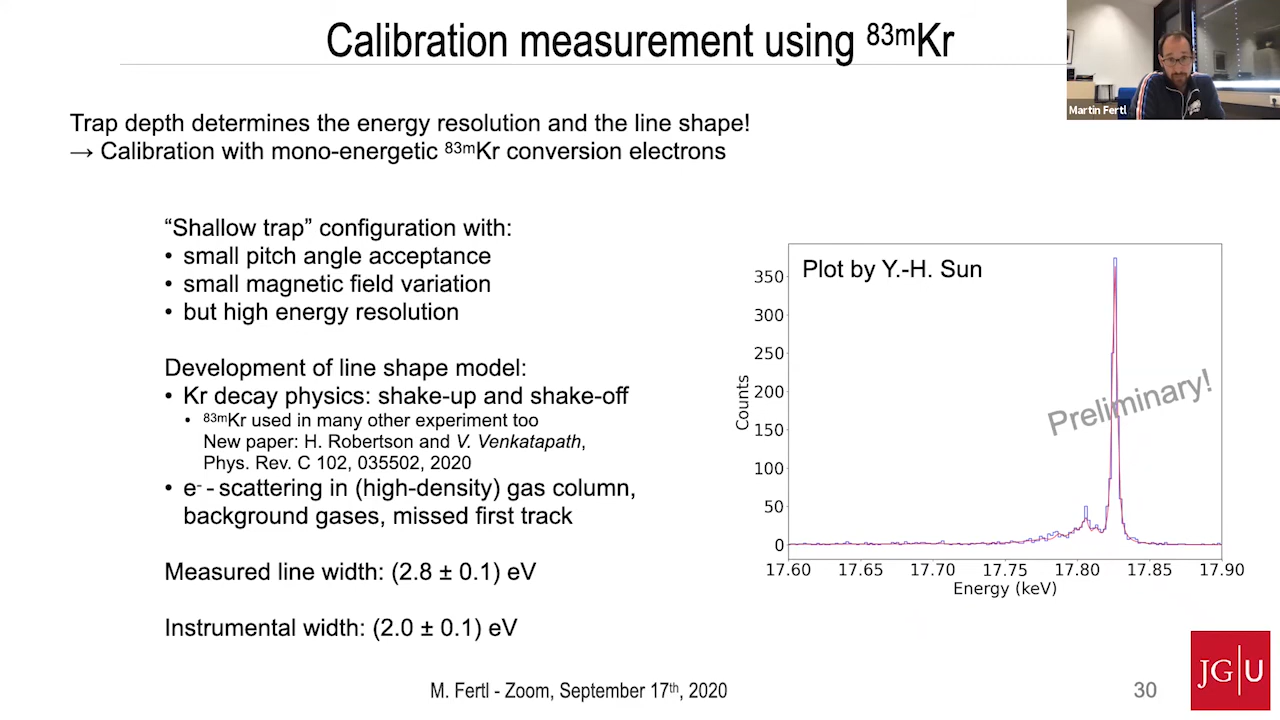 Calibration measurement using ⁸³ᵐKr
Martin Fertl
Trap depth determines the energy resolution and the line shape!
→ Calibration with mono-energetic ⁸³ᵐKr conversion electrons
“Shallow trap” configuration with:
• small pitch angle acceptance
• small magnetic field variation
• but high energy resolution
Development of line shape model:
• Kr decay physics: shake-up and shake-off
• ⁸³ᵐKr used in many other experiment too
New paper: H. Robertson and V. Venkatapath,
Phys. Rev. C 102, 035502, 2020
• e⁻ - scattering in (high-density) gas column,
background gases, missed first track
Measured line width: (2.8 ± 0.1) eV
Instrumental width: (2.0 ± 0.1) eV
Plot by Y.-H. Sun
Preliminary!
Counts
350
300
250
200
150
100
50
0
17.60 17.65 17.70 17.75 17.80 17.85 17.90
Energy (keV)
M. Fertl - Zoom, September 17ᵗʰ, 2020
30
JG|U